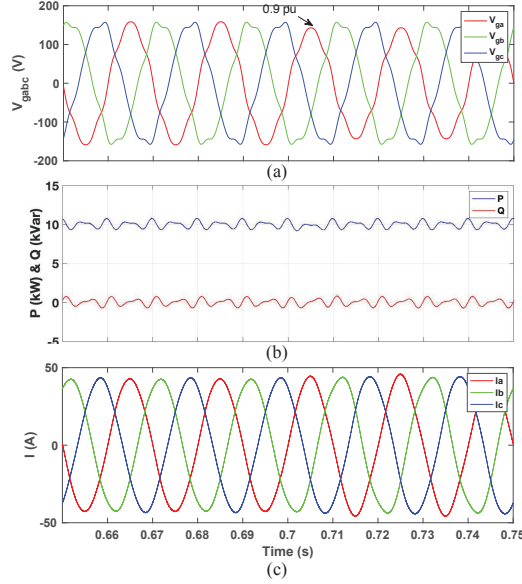 0.9 pu
200
100
0
-100
-200
V_gabc (V)
V_ga
V_gb
V_gc
(a)
15
10
5
0
-5
P (kW) & Q (kVar)
P
Q
(b)
50
0
-50
I (A)
Ia
Ib
Ic
0.66 0.67 0.68 0.69 0.7 0.71 0.72 0.73 0.74 0.75
Time (s)
(c)